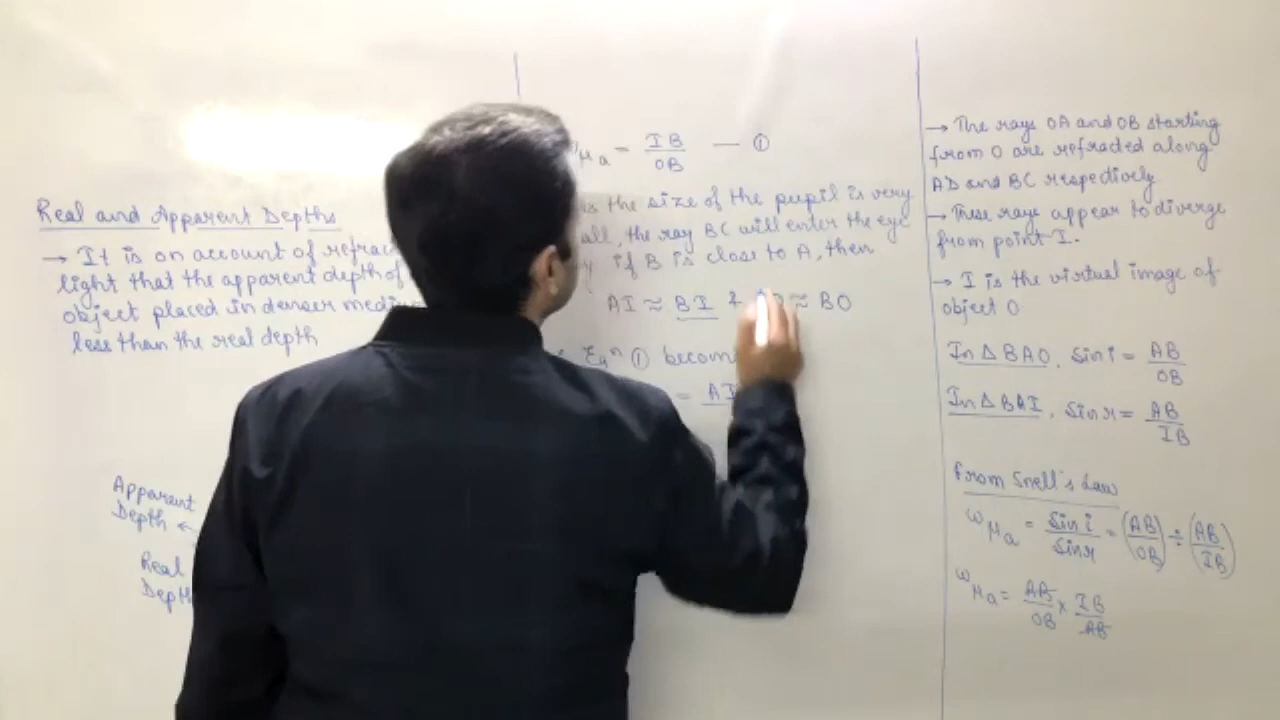 Real and Apparent Depths
→ It is on account of
light that the apparent depth of
object placed in denser
less than the real depth
Apparent
Depth ←
Real
μa = IB/OB — ①
the size of the pupil is very
the ray BC will enter the eye
if B is close to A, then
AI ≈ BI & ≈ BO
Eqⁿ ①
= AI
→ The rays OA and OB starting
from O are refracted along
AD and BC respectively
→ These rays appear to diverge
from point I.
→ I is the virtual image of
object O
In △ BAO, Sin i = AB/OB
In △ BAI, Sin r = AB/IB
From Snell's Law
ωμa = Sin i/Sin r = (AB/OB) ÷ (AB/IB)
ωμa = AB/OB × IB/AB